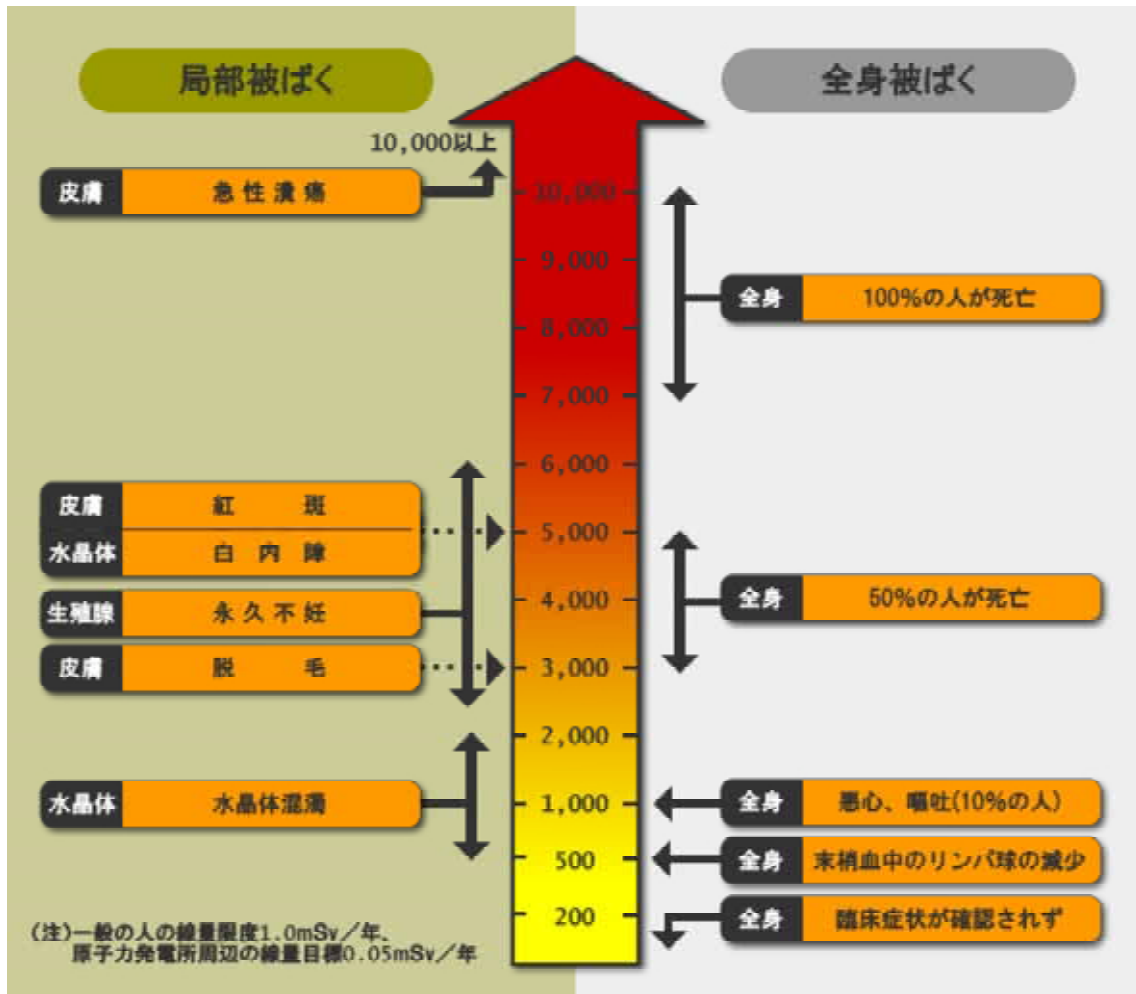 局部被ばく
10,000以上
皮膚 急性潰瘍
皮膚 紅斑
水晶体 白内障
生殖腺 永久不妊
皮膚 脱毛
水晶体 水晶体混濁
(注)一般の人の線量限度1.0mSv/年、
原子力発電所周辺の線量目標0.05mSv/年
10,000
9,000
8,000
7,000
6,000
5,000
4,000
3,000
2,000
1,000
500
200
全身被ばく
全身 100%の人が死亡
全身 50%の人が死亡
全身 悪心、嘔吐(10%の人)
全身 末梢血中のリンパ球の減少
全身 臨床症状が確認されず